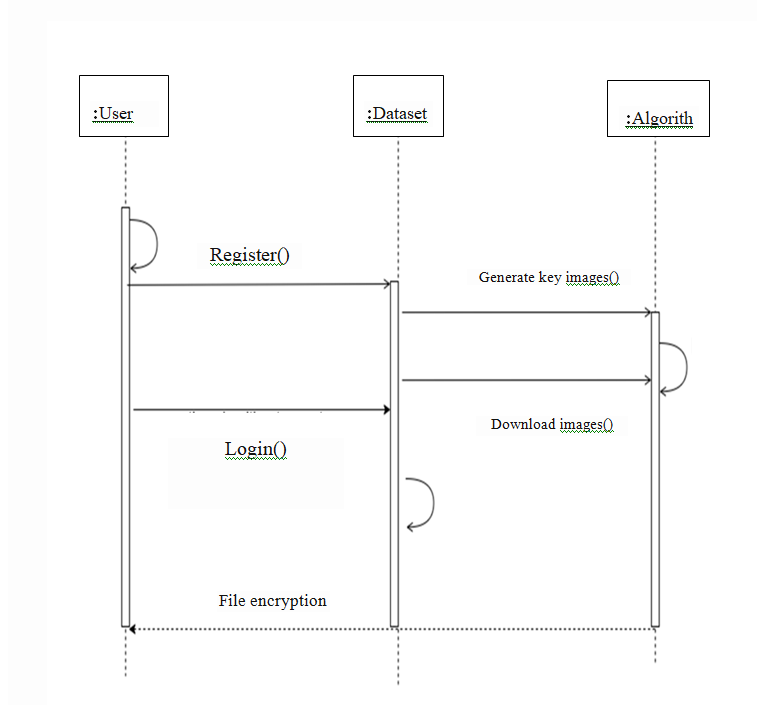 :User
:Dataset
:Algorith
Register()
Generate key images()
Download images()
Login()
File encryption